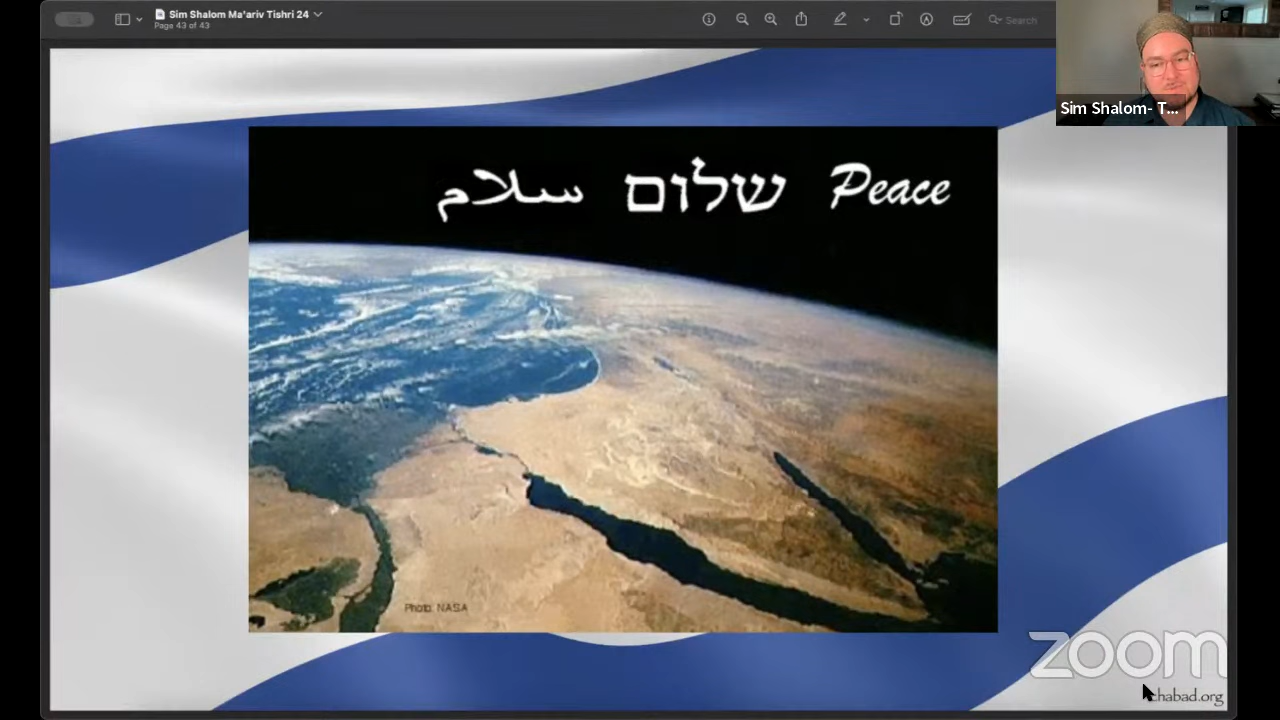 Sim Shalom Ma'ariv Tishri 24
Page 43 of 43
Search
Sim Shalom- T...
سلام שלום Peace
Photo: NASA
zoom
chabad.org